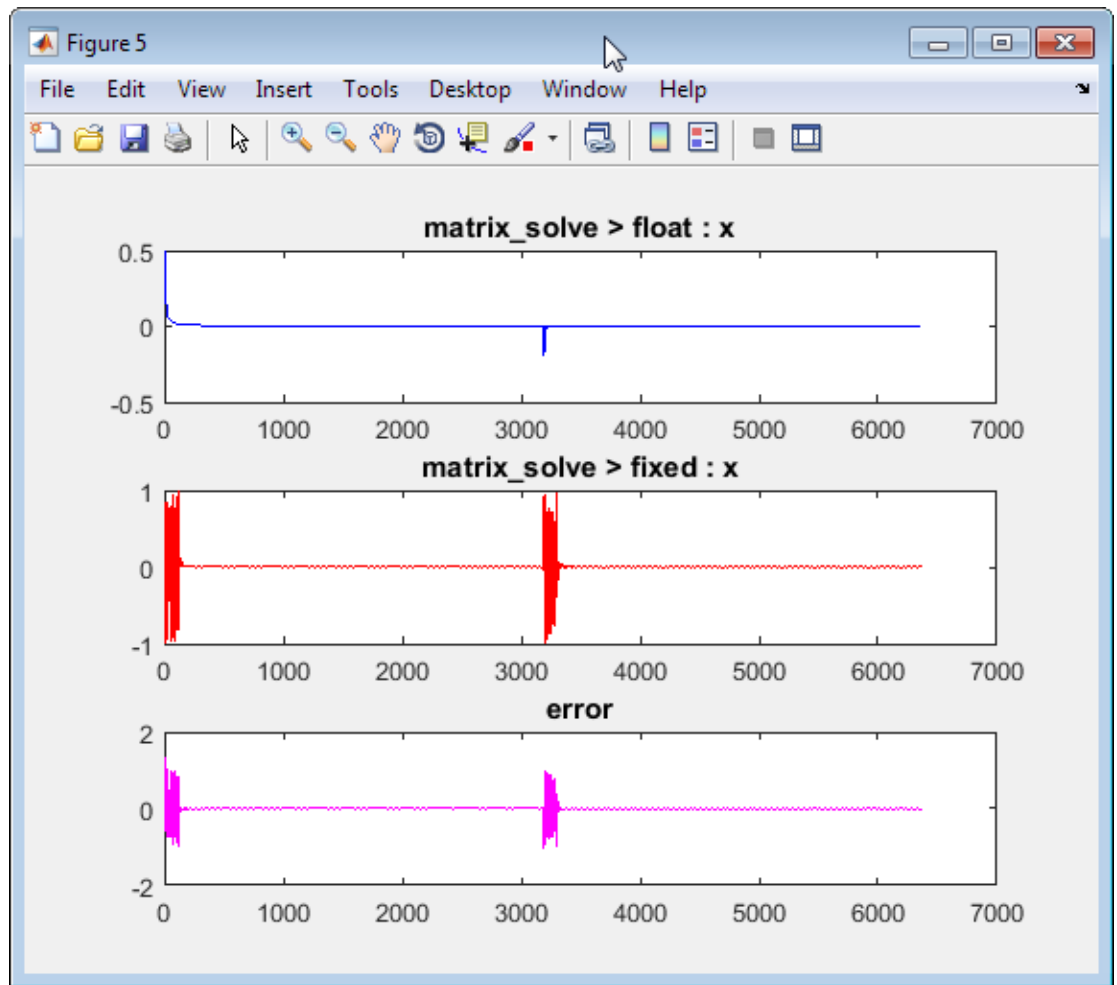 Figure 5
File Edit View Insert Tools Desktop Window Help
matrix_solve > float : x
0.5
0
-0.5
0 1000 2000 3000 4000 5000 6000 7000
matrix_solve > fixed : x
1
0
-1
0 1000 2000 3000 4000 5000 6000 7000
error
2
0
-2
0 1000 2000 3000 4000 5000 6000 7000